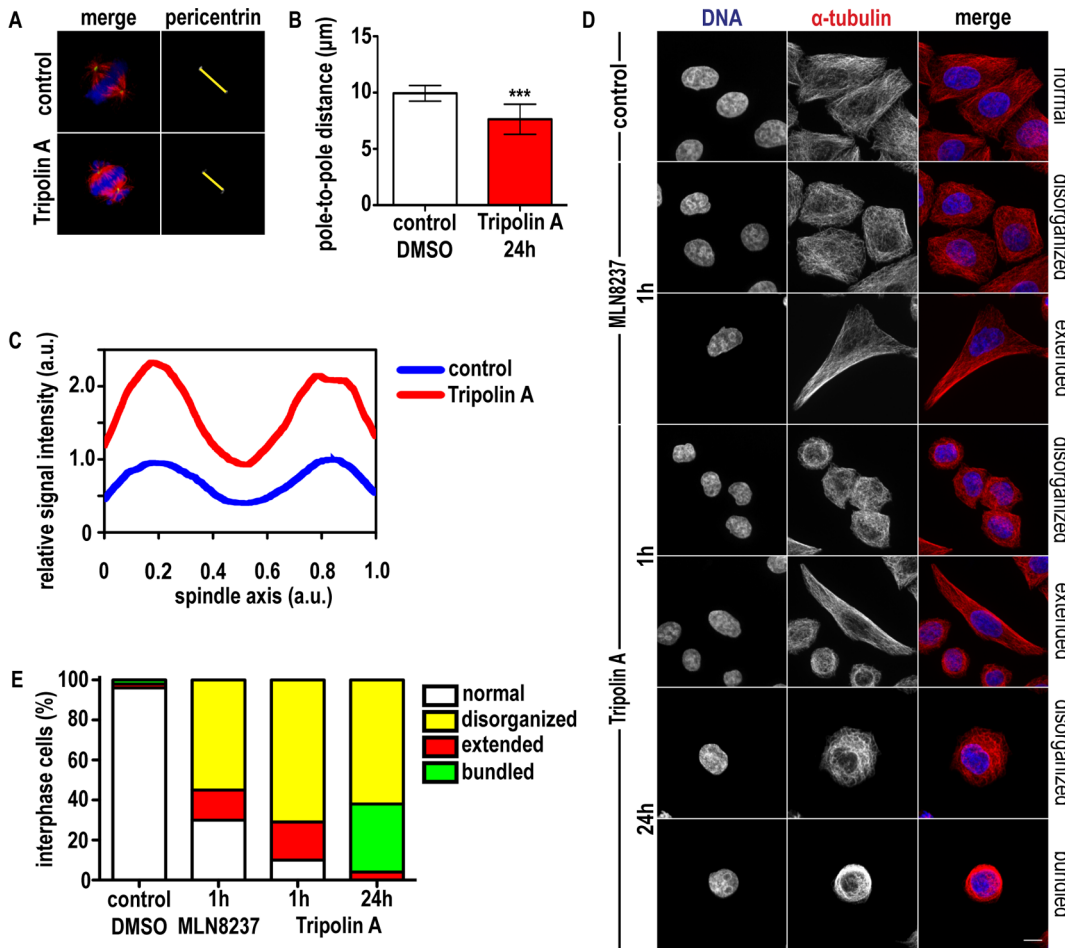 A
merge
pericentrin
control
Tripolin A
B
pole-to-pole distance (µm)
15
10
5
0
***
control
DMSO
Tripolin A
24h
C
relative signal intensity (a.u.)
2.0
1.0
0
0
0.2
0.4
0.6
0.8
1.0
spindle axis (a.u.)
control
Tripolin A
D
DNA
α-tubulin
merge
control
normal
MLN8237
1h
disorganized
extended
Tripolin A
1h
disorganized
extended
24h
disorganized
bundled
E
interphase cells (%)
100
80
60
40
20
0
control
DMSO
1h
MLN8237
1h
24h
Tripolin A
normal
disorganized
extended
bundled